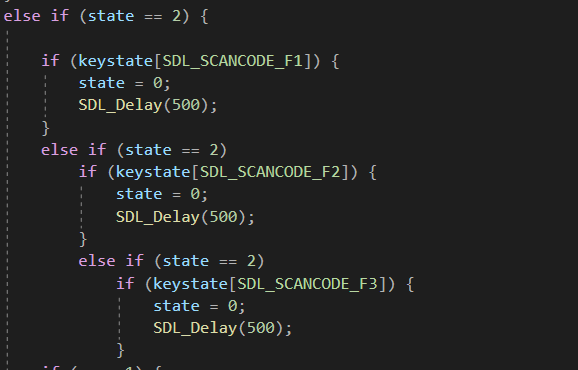 else if (state == 2) {
if (keystate[SDL_SCANCODE_F1]) {
state = 0;
SDL_Delay(500);
}
else if (state == 2)
if (keystate[SDL_SCANCODE_F2]) {
state = 0;
SDL_Delay(500);
}
else if (state == 2)
if (keystate[SDL_SCANCODE_F3]) {
state = 0;
SDL_Delay(500);
}